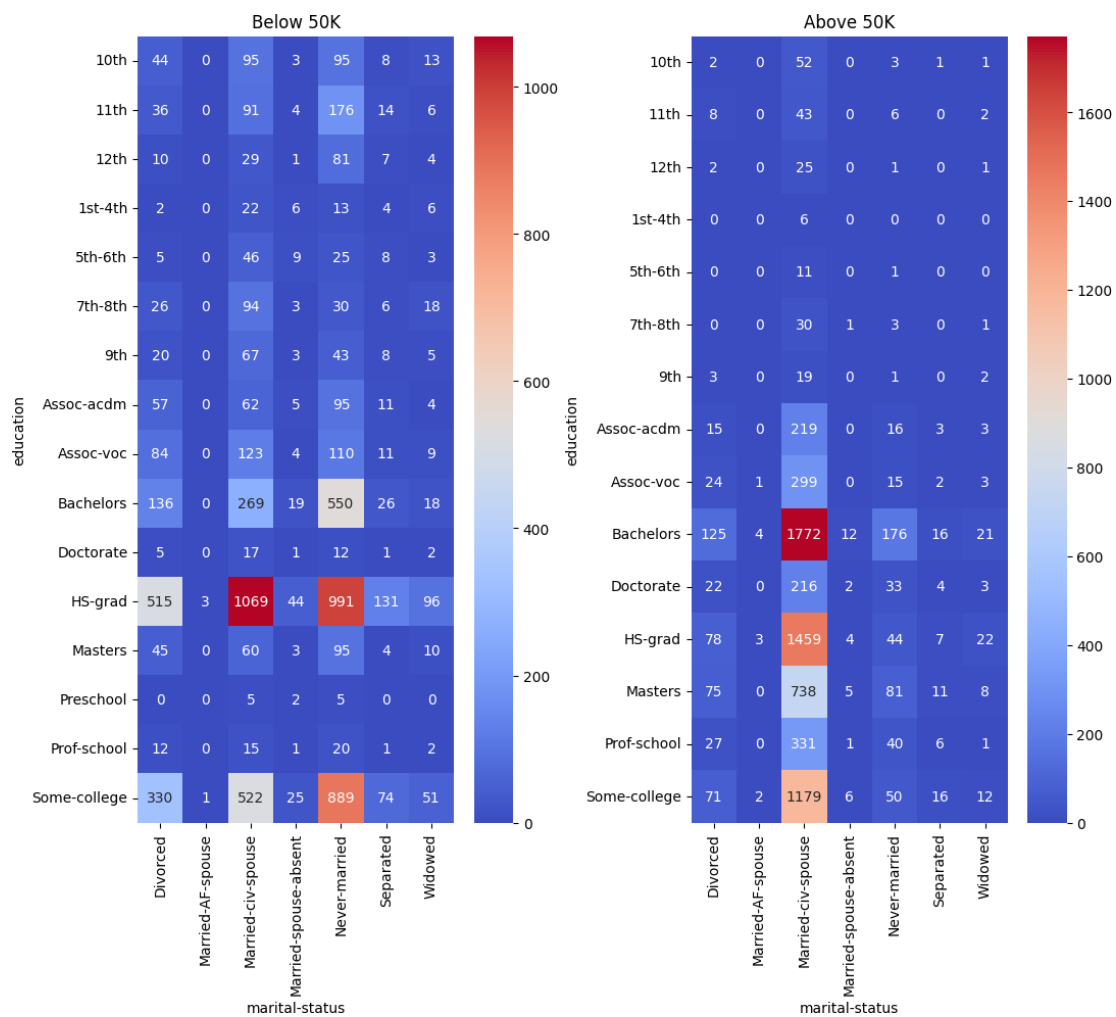 Below 50K
10th 44 0 95 3 95 8 13
11th 36 0 91 4 176 14 6
12th 10 0 29 1 81 7 4
1st-4th 2 0 22 6 13 4 6
5th-6th 5 0 46 9 25 8 3
7th-8th 26 0 94 3 30 6 18
9th 20 0 67 3 43 8 5
Assoc-acdm 57 0 62 5 95 11 4
Assoc-voc 84 0 123 4 110 11 9
Bachelors 136 0 269 19 550 26 18
Doctorate 5 0 17 1 12 1 2
HS-grad 515 3 1069 44 991 131 96
Masters 45 0 60 3 95 4 10
Preschool 0 0 5 2 5 0 0
Prof-school 12 0 15 1 20 1 2
Some-college 330 1 522 25 889 74 51
education
Divorced
Married-AF-spouse
Married-civ-spouse
Married-spouse-absent
Never-married
Separated
Widowed
marital-status
1000
800
600
400
200
0
Above 50K
10th 2 0 52 0 3 1 1
11th 8 0 43 0 6 0 2
12th 2 0 25 0 1 0 1
1st-4th 0 0 6 0 0 0 0
5th-6th 0 0 11 0 1 0 0
7th-8th 0 0 30 1 3 0 1
9th 3 0 19 0 1 0 2
Assoc-acdm 15 0 219 0 16 3 3
Assoc-voc 24 1 299 0 15 2 3
Bachelors 125 4 1772 12 176 16 21
Doctorate 22 0 216 2 33 4 3
HS-grad 78 3 1459 4 44 7 22
Masters 75 0 738 5 81 11 8
Prof-school 27 0 331 1 40 6 1
Some-college 71 2 1179 6 50 16 12
education
Divorced
Married-AF-spouse
Married-civ-spouse
Married-spouse-absent
Never-married
Separated
Widowed
marital-status
1600
1400
1200
1000
800
600
400
200
0